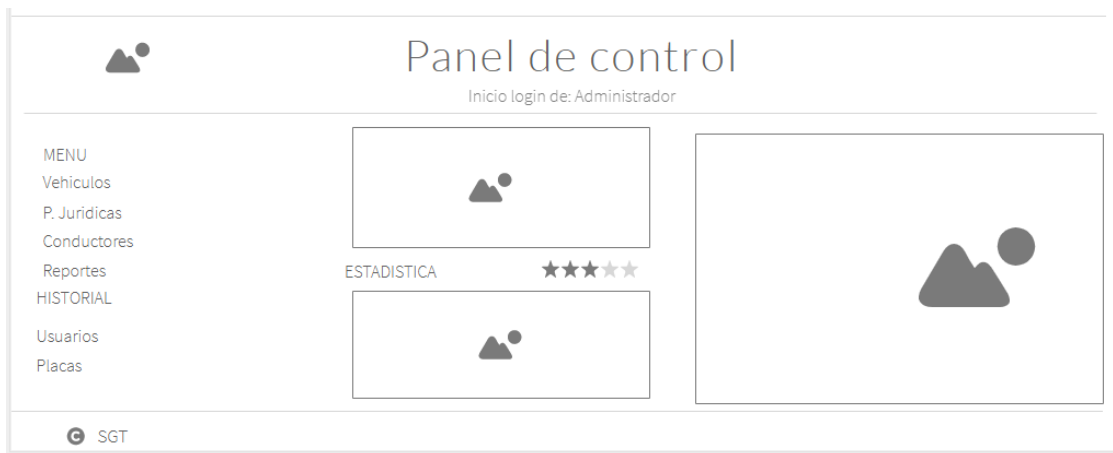 Panel de control
Inicio login de: Administrador
MENU
Vehiculos
P. Juridicas
Conductores
Reportes
HISTORIAL
Usuarios
Placas
ESTADISTICA
© SGT